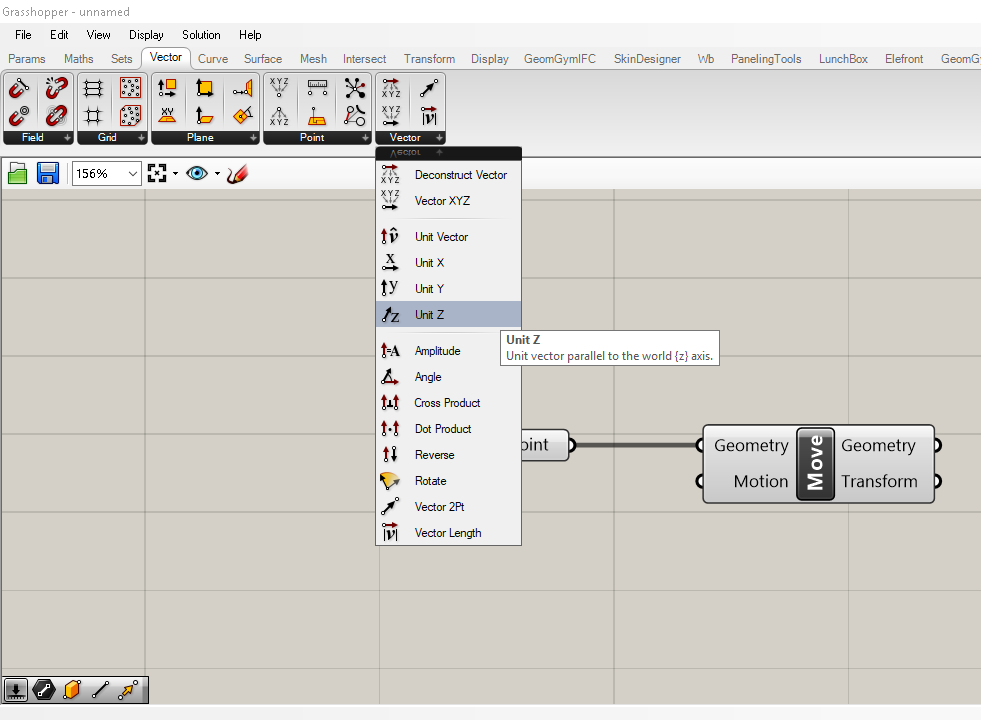 Grasshopper - unnamed
File Edit View Display Solution Help
Params Maths Sets Vector Curve Surface Mesh Intersect Transform Display GeomGymIFC SkinDesigner Wb PanelingTools LunchBox Elefront GeomGy
Field Grid Plane Point Vector
Vector
156%
Deconstruct Vector
Vector XYZ
Unit Vector
Unit X
Unit Y
Unit Z
Unit Z
Unit vector parallel to the world {z} axis.
Amplitude
Angle
Cross Product
Dot Product
Reverse
Rotate
Vector 2Pt
Vector Length
oint
Geometry Move Geometry
Motion Transform